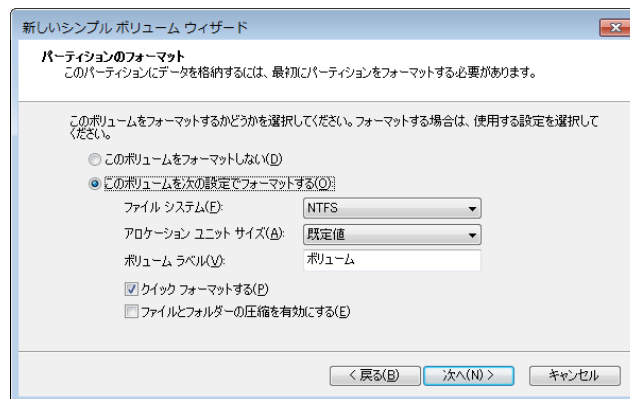 新しいシンプル ボリューム ウィザード
パーティションのフォーマット
このパーティションにデータを格納するには、最初にパーティションをフォーマットする必要があります。
このボリュームをフォーマットするかどうかを選択してください。フォーマットする場合は、使用する設定を選択して
ください。
このボリュームをフォーマットしない(D)
このボリュームを次の設定でフォーマットする(O):
ファイル システム(F): NTFS
アロケーション ユニット サイズ(A): 既定値
ボリューム ラベル(V): ボリューム
クイック フォーマットする(P)
ファイルとフォルダーの圧縮を有効にする(E)
< 戻る(B) 次へ(N) > キャンセル